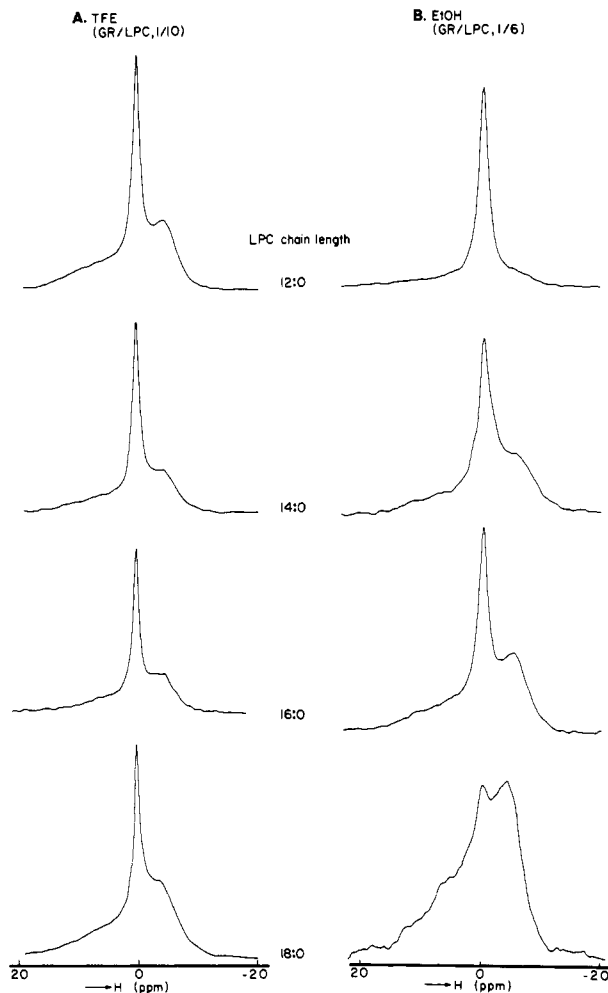 A. TFE
(GR/LPC, 1/10)
B. EtOH
(GR/LPC, 1/6)
LPC chain length
12:0
14:0
16:0
18:0
20 0 -20
→H (ppm)
20 0 -20
→H (ppm)